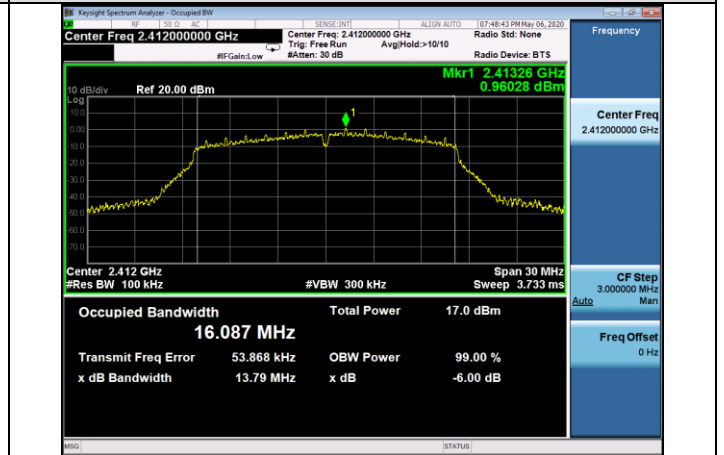 Keysight Spectrum Analyzer - Occupied BW
RF 50 Ω AC SENSE:INT ALIGN AUTO 07:48:43 PM May 06, 2020
Center Freq 2.412000000 GHz Center Freq: 2.412000000 GHz Radio Std: None Frequency
Trig: Free Run Avg|Hold:>10/10
#IFGain:Low #Atten: 30 dB Radio Device: BTS
Mkr1 2.41326 GHz
10 dB/div Ref 20.00 dBm 0.96028 dBm
Log
10.0
1
Center Freq
2.412000000 GHz
0.00
-10.0
-20.0
-30.0
-40.0
-50.0
-60.0
-70.0
Center 2.412 GHz Span 30 MHz
#Res BW 100 kHz #VBW 300 kHz Sweep 3.733 ms
CF Step
3.000000 MHz
Auto Man
Occupied Bandwidth Total Power 17.0 dBm
16.087 MHz
Freq Offset
0 Hz
Transmit Freq Error 53.868 kHz OBW Power 99.00 %
x dB Bandwidth 13.79 MHz x dB -6.00 dB
MSG STATUS